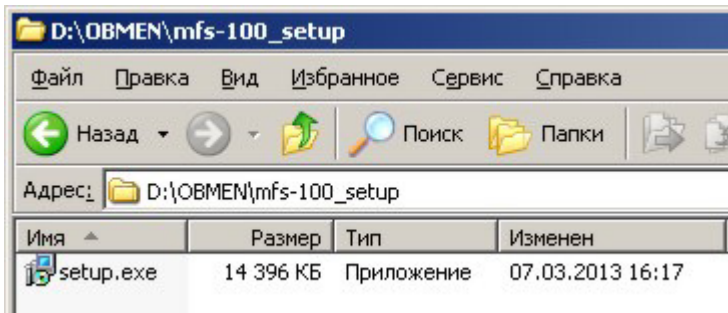 D:\OBMEN\mfs-100_setup
Файл Правка Вид Избранное Сервис Справка
Назад Поиск Папки
Адрес: D:\OBMEN\mfs-100_setup
Имя Размер Тип Изменен
setup.exe 14 396 КБ Приложение 07.03.2013 16:17